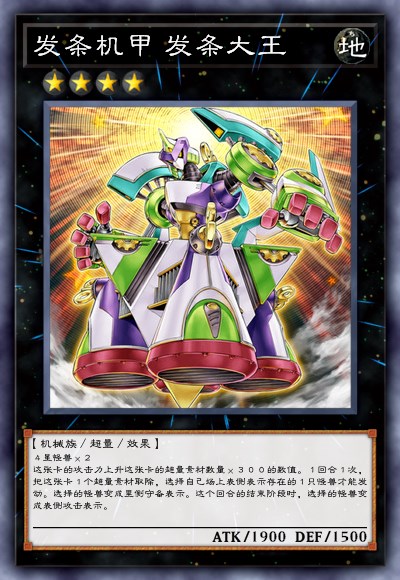 发条机甲 发条大王
地
【机械族／超量／效果】
４星怪兽×２
这张卡的攻击力上升这张卡的超量素材数量×３００的数值。１回合１次，
把这张卡１个超量素材取除，选择自己场上表侧表示存在的１只怪兽才能发
动。选择的怪兽变成里侧守备表示。这个回合的结束阶段时，选择的怪兽变
成表侧攻击表示。
ATK/1900 DEF/1500